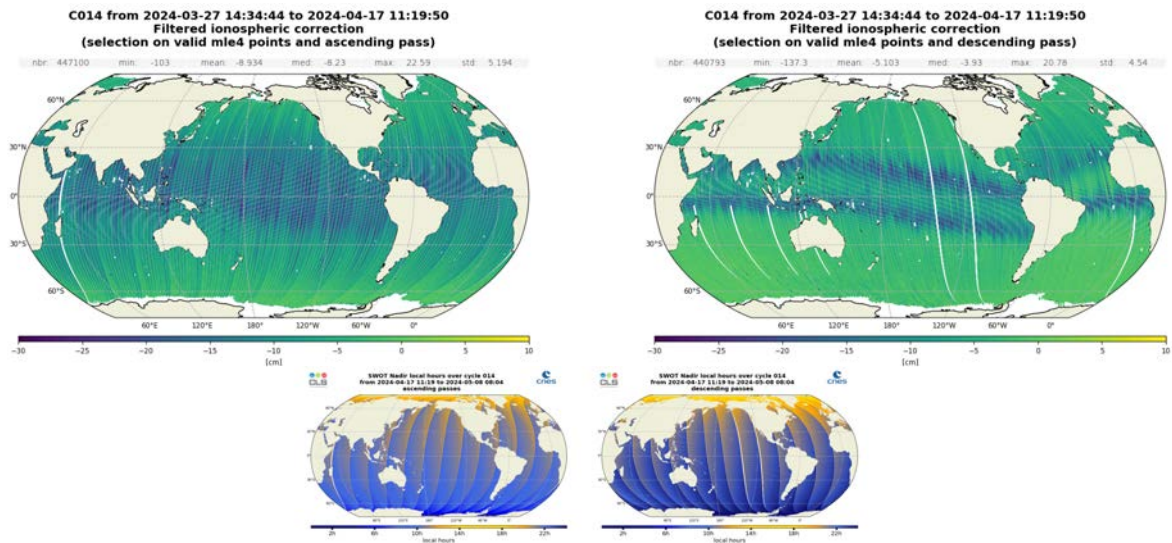 C014 from 2024-03-27 14:34:44 to 2024-04-17 11:19:50
Filtered ionospheric correction
(selection on valid mle4 points and ascending pass)
nbr: 447100 min: -103 mean: -8.934 med: -8.23 max: 22.59 std: 5.194
60°N
30°N
0°
30°S
60°S
60°E 120°E 180° 120°W 60°W 0°
-30 -25 -20 -15 -10 -5 0 5 10
[cm]
C014 from 2024-03-27 14:34:44 to 2024-04-17 11:19:50
Filtered ionospheric correction
(selection on valid mle4 points and descending pass)
nbr: 440793 min: -137.3 mean: -5.103 med: -3.93 max: 20.78 std: 4.54
60°N
30°N
0°
30°S
60°S
60°E 120°E 180° 120°W 60°W 0°
-30 -25 -20 -15 -10 -5 0 5 10
[cm]
CLS
SWOT Nadir local hours over cycle 014
from 2024-04-17 11:19 to 2024-05-08 08:04
ascending passes
cnes
2h 6h 10h 14h 18h 22h
local hours
CLS
SWOT Nadir local hours over cycle 014
from 2024-04-17 11:19 to 2024-05-08 08:04
descending passes
cnes
2h 6h 10h 14h 18h 22h
local hours